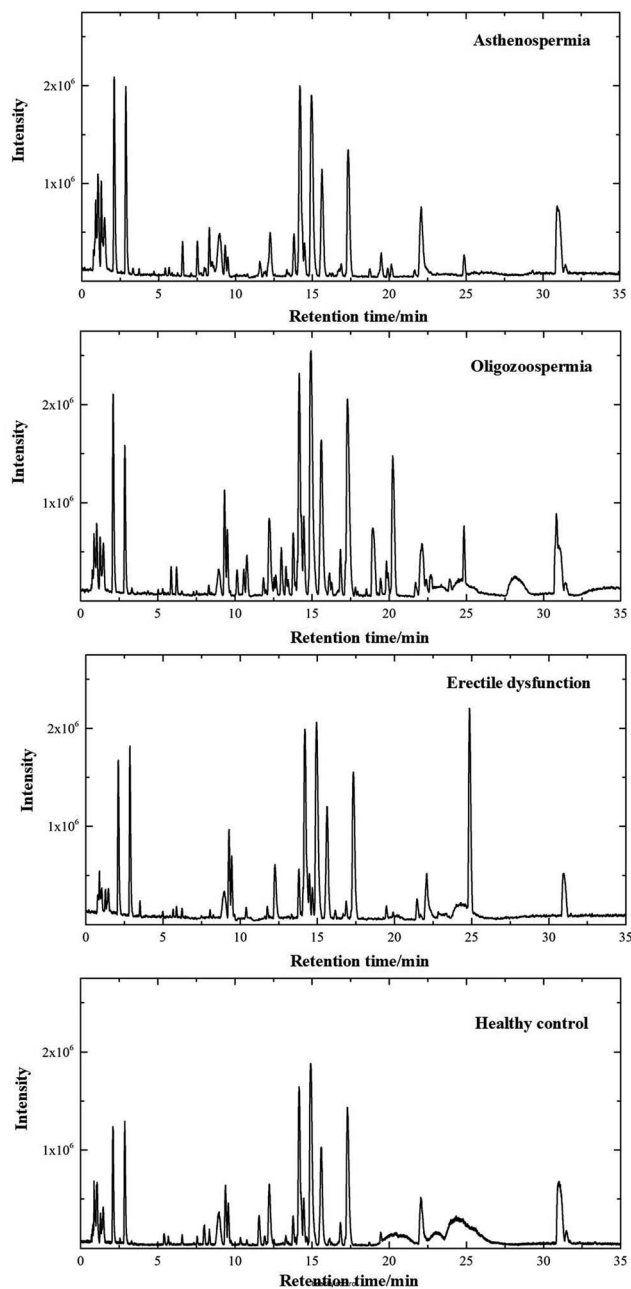 Asthenospermia
2x10⁶
Intensity
1x10⁶
0 5 10 15 20 25 30 35
Retention time/min
Oligozoospermia
2x10⁶
Intensity
1x10⁶
0 5 10 15 20 25 30 35
Retention time/min
Erectile dysfunction
2x10⁶
Intensity
1x10⁶
0 5 10 15 20 25 30 35
Retention time/min
Healthy control
2x10⁶
Intensity
1x10⁶
0 5 10 15 20 25 30 35
Retention time/min